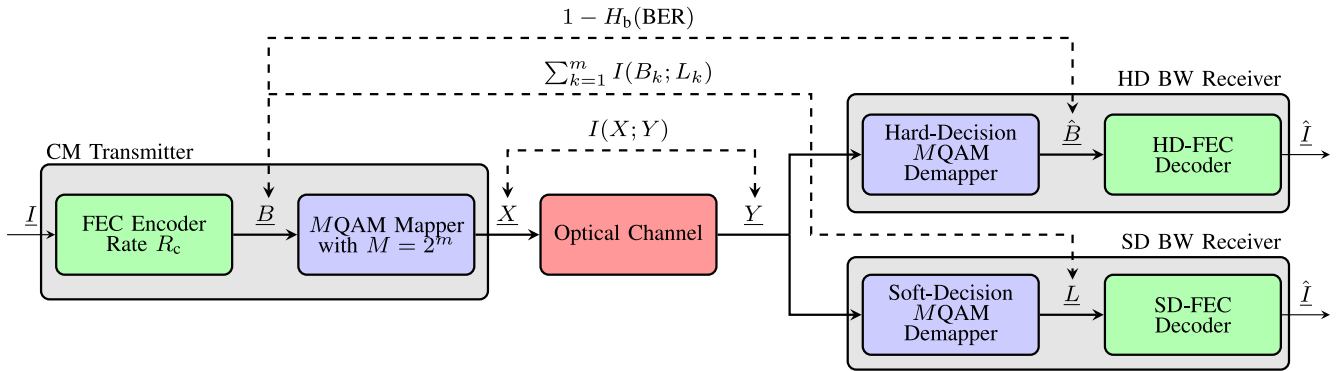 1 − H_b(BER)
∑_{k=1}^{m} I(B_k; L_k)
I(X; Y)
CM Transmitter
I
FEC Encoder
Rate R_c
B
MQAM Mapper
with M = 2^m
X
Optical Channel
Y
HD BW Receiver
Hard-Decision
MQAM
Demapper
B̂
HD-FEC
Decoder
Î
SD BW Receiver
Soft-Decision
MQAM
Demapper
L
SD-FEC
Decoder
Î